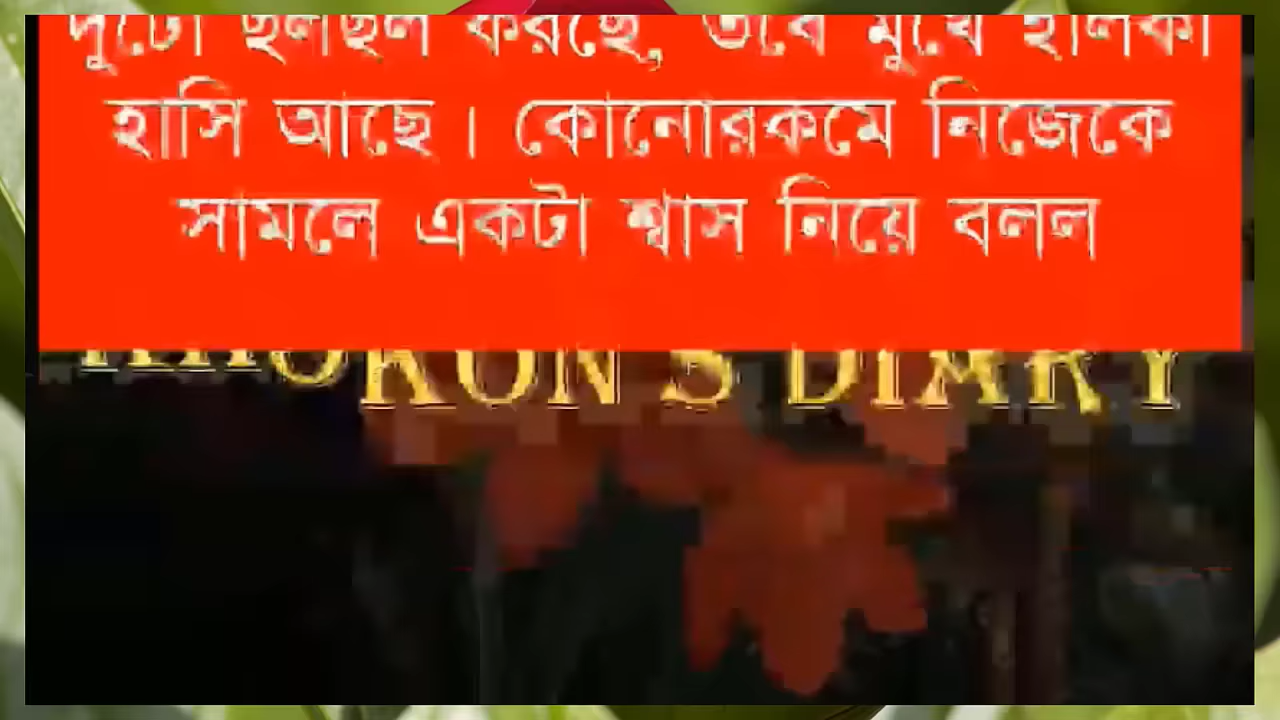 দুটো ছলছল করছে, তবে মুখে হালকা
হাসি আছে। কোনোরকমে নিজেকে
সামলে একটা শ্বাস নিয়ে বলল
DIARY